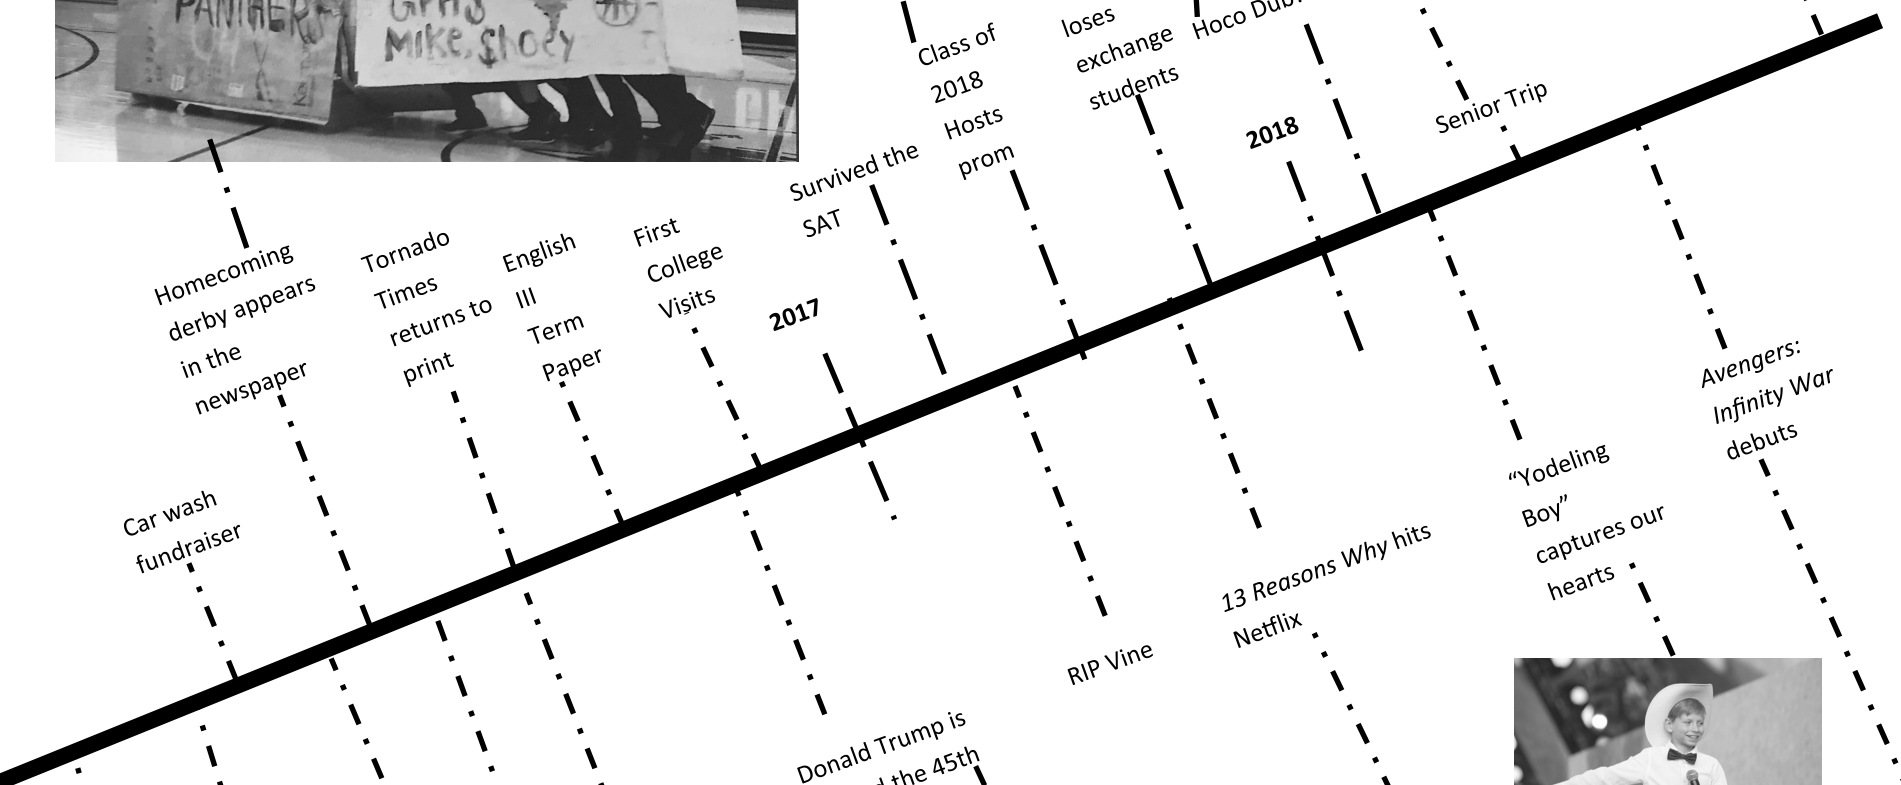 PANTHERS
GPHS
Mike, $hoey
Homecoming
derby appears
in the
newspaper
Car wash
fundraiser
Tornado
Times
returns to
print
English
III
Term
Paper
First
College
Visits
2017
Survived the
SAT
Class of
2018
Hosts
prom
loses
exchange
students
Hoco Dub
2018
Senior Trip
Donald Trump is
the 45th
RIP Vine
13 Reasons Why hits
Netflix
“Yodeling
Boy”
captures our
hearts
Avengers:
Infinity War
debuts